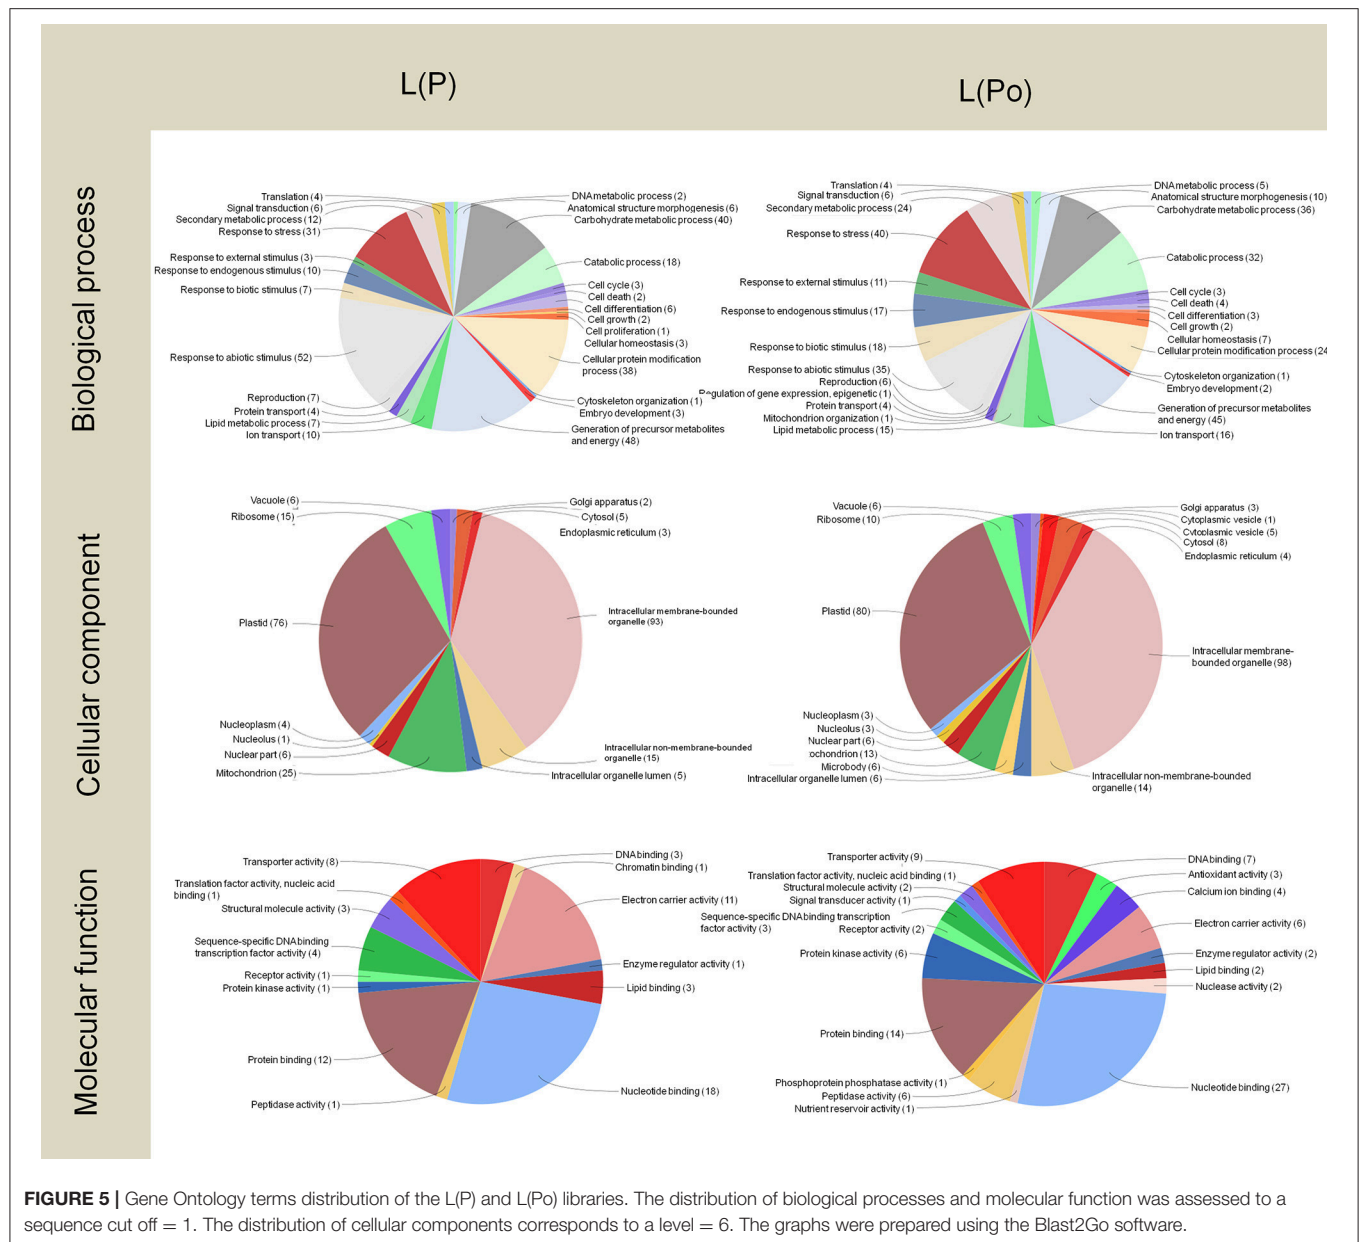 L(P)
L(Po)
Biological process
Translation (4)
Signal transduction (6)
Secondary metabolic process (12)
Response to stress (31)
Response to external stimulus (3)
Response to endogenous stimulus (10)
Response to biotic stimulus (7)
Response to abiotic stimulus (52)
Reproduction (7)
Protein transport (4)
Lipid metabolic process (7)
Ion transport (10)
DNA metabolic process (2)
Anatomical structure morphogenesis (6)
Carbohydrate metabolic process (40)
Catabolic process (18)
Cell cycle (3)
Cell death (2)
Cell differentiation (6)
Cell growth (2)
Cell proliferation (1)
Cellular homeostasis (3)
Cellular protein modification
process (38)
Cytoskeleton organization (1)
Embryo development (3)
Generation of precursor metabolites
and energy (48)
Translation (4)
Signal transduction (6)
Secondary metabolic process (24)
Response to stress (40)
Response to external stimulus (11)
Response to endogenous stimulus (17)
Response to biotic stimulus (18)
Response to abiotic stimulus (35)
Reproduction (6)
Regulation of gene expression, epigenetic (1)
Protein transport (4)
Mitochondrion organization (1)
Lipid metabolic process (15)
DNA metabolic process (5)
Anatomical structure morphogenesis (10)
Carbohydrate metabolic process (36)
Catabolic process (32)
Cell cycle (3)
Cell death (4)
Cell differentiation (3)
Cell growth (2)
Cellular homeostasis (7)
Cellular protein modification process (24
Cytoskeleton organization (1)
Embryo development (2)
Generation of precursor metabolites
and energy (45)
Ion transport (16)
Cellular component
Vacuole (6)
Ribosome (15)
Plastid (76)
Nucleoplasm (4)
Nucleolus (1)
Nuclear part (6)
Mitochondrion (25)
Golgi apparatus (2)
Cytosol (5)
Endoplasmic reticulum (3)
Intracellular membrane-bounded
organelle (93)
Intracellular non-membrane-bounded
organelle (15)
Intracellular organelle lumen (5)
Vacuole (6)
Ribosome (10)
Plastid (80)
Nucleoplasm (3)
Nucleolus (3)
Nuclear part (6)
ochondrion (13)
Microbody (6)
Intracellular organelle lumen (6)
Golgi apparatus (3)
Cytoplasmic vesicle (1)
Cytoplasmic vesicle (5)
Cytosol (8)
Endoplasmic reticulum (4)
Intracellular membrane-
bounded organelle (98)
Intracellular non-membrane-bounded
organelle (14)
Molecular function
Transporter activity (8)
Translation factor activity, nucleic acid
binding (1)
Structural molecule activity (3)
Sequence-specific DNA binding
transcription factor activity (4)
Receptor activity (1)
Protein kinase activity (1)
Protein binding (12)
Peptidase activity (1)
DNA binding (3)
Chromatin binding (1)
Electron carrier activity (11)
Enzyme regulator activity (1)
Lipid binding (3)
Nucleotide binding (18)
Transporter activity (9)
Translation factor activity, nucleic acid binding (1)
Structural molecule activity (2)
Signal transducer activity (1)
Sequence-specific DNA binding transcription
factor activity (3)
Receptor activity (2)
Protein kinase activity (6)
Protein binding (14)
Phosphoprotein phosphatase activity (1)
Peptidase activity (6)
Nutrient reservoir activity (1)
DNA binding (7)
Antioxidant activity (3)
Calcium ion binding (4)
Electron carrier activity (6)
Enzyme regulator activity (2)
Lipid binding (2)
Nuclease activity (2)
Nucleotide binding (27)
FIGURE 5 | Gene Ontology terms distribution of the L(P) and L(Po) libraries. The distribution of biological processes and molecular function was assessed to a
sequence cut off = 1. The distribution of cellular components corresponds to a level = 6. The graphs were prepared using the Blast2Go software.